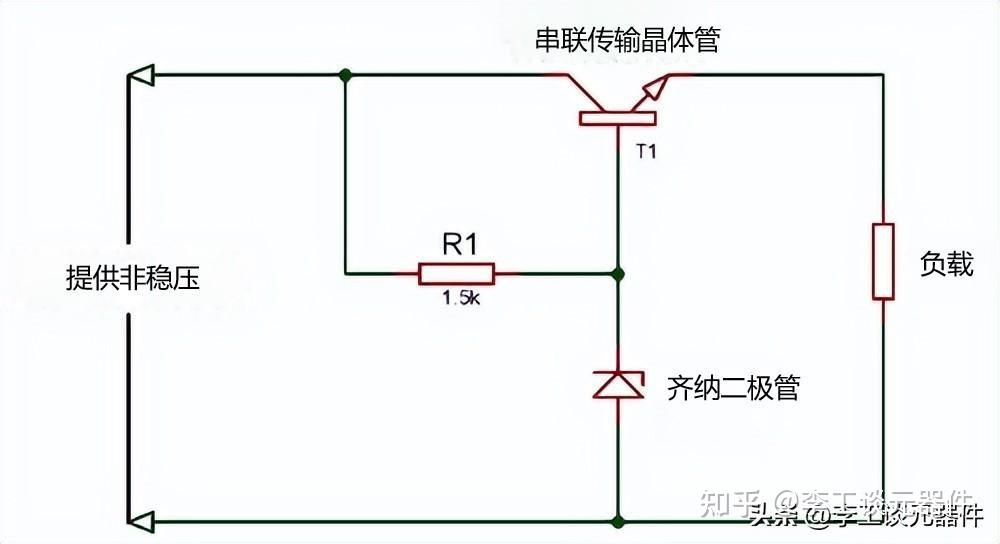 串联传输晶体管
T1
R1
1.5k
提供非稳压
负载
齐纳二极管
知乎 @李工谈元器件
头条 @李工谈元器件